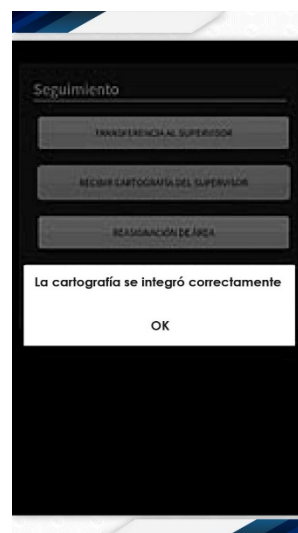 Seguimiento
TRANSFERENCIA AL SUPERVISOR
RECIBIR CARTOGRAFÍA DEL SUPERVISOR
REASIGNACIÓN DE ÁREA
La cartografía se integró correctamente
OK